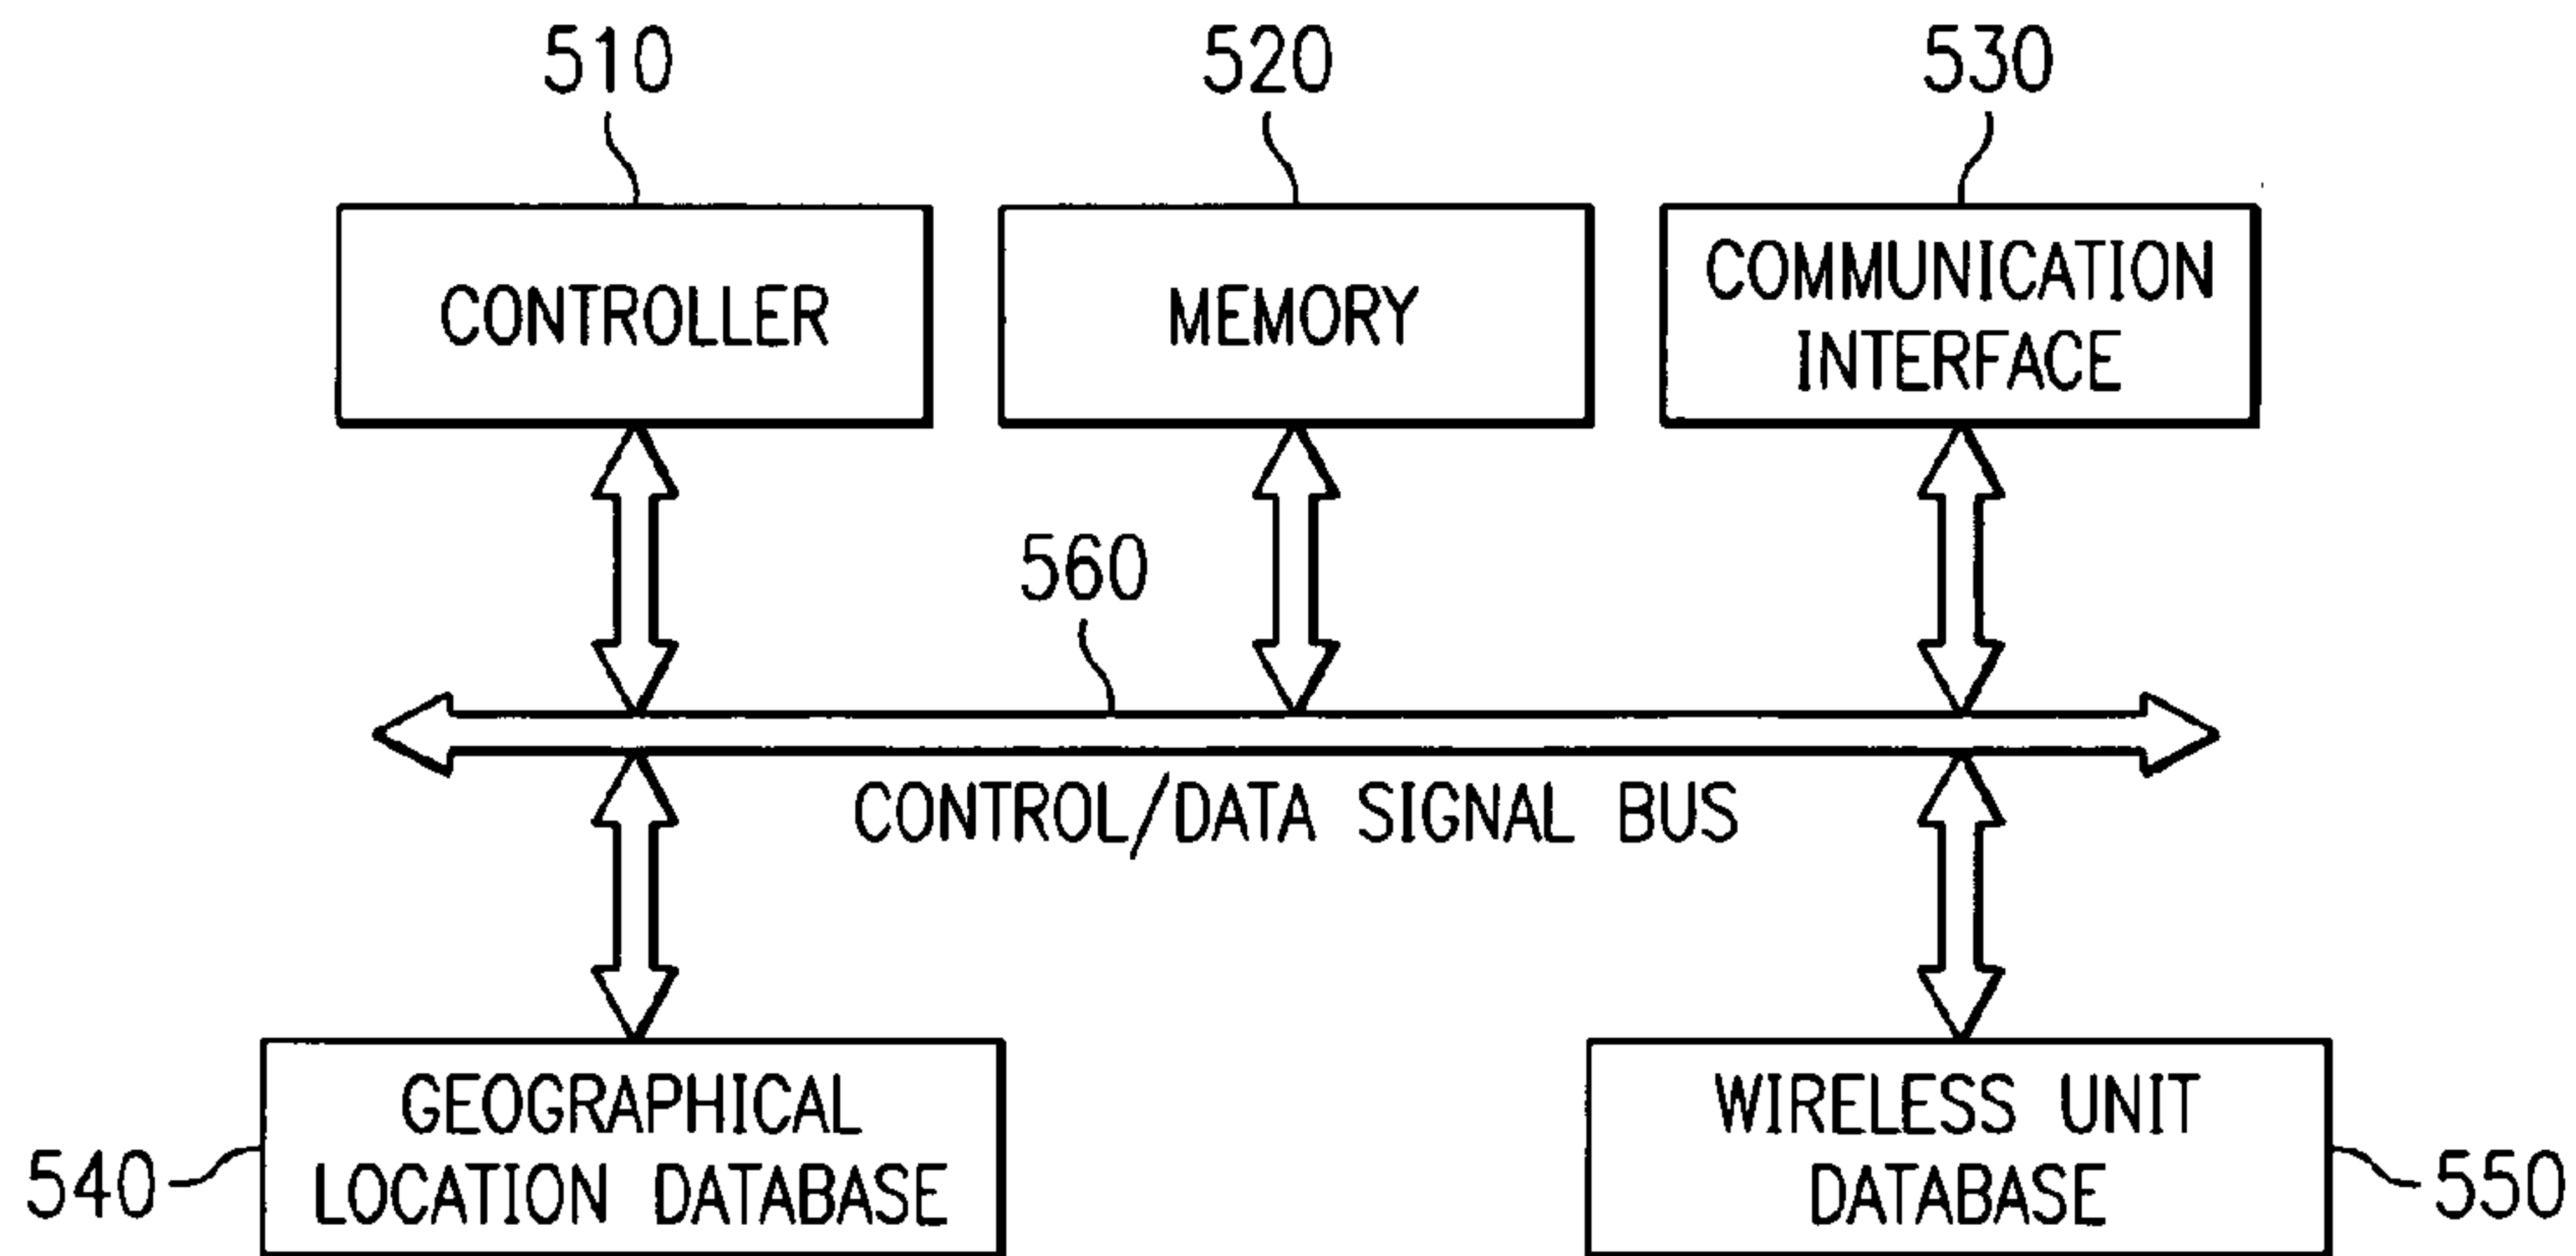 510
520
530
CONTROLLER
MEMORY
COMMUNICATION
INTERFACE
560
CONTROL/DATA SIGNAL BUS
540
GEOGRAPHICAL
LOCATION DATABASE
WIRELESS UNIT
DATABASE
550